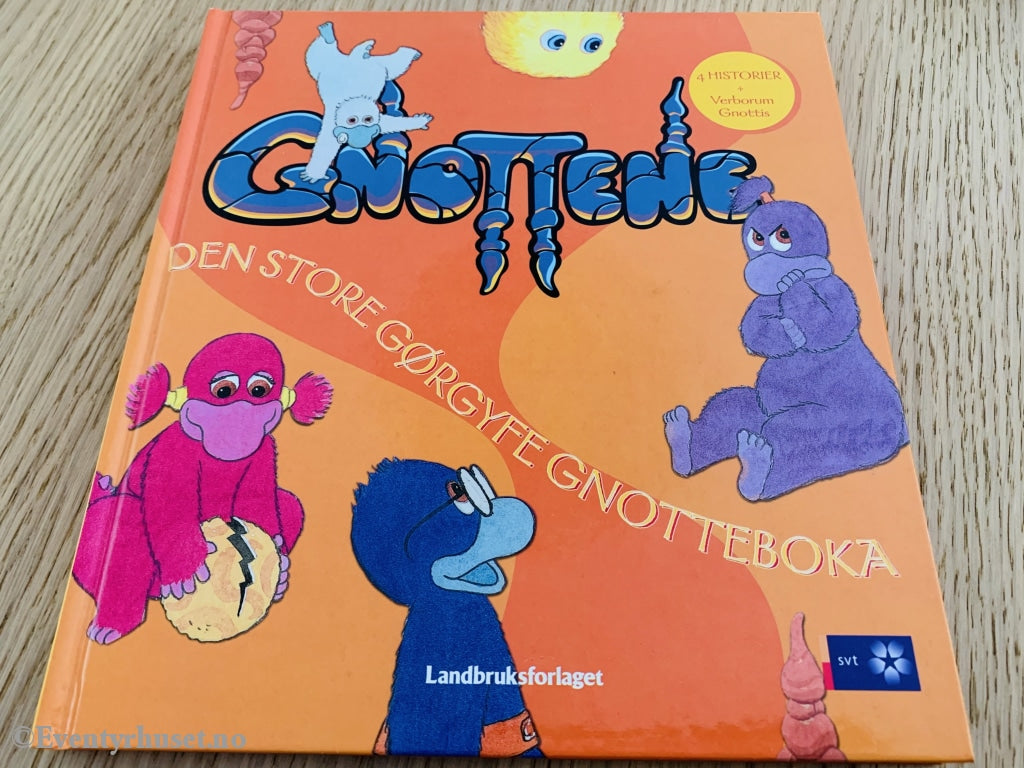 4 HISTORIER
+
Verborum
Gnottis
GNOTTENE
DEN STORE GØRGYFE GNOTTEBOKA
Landbruksforlaget
svt
©Eventyrhuset.no